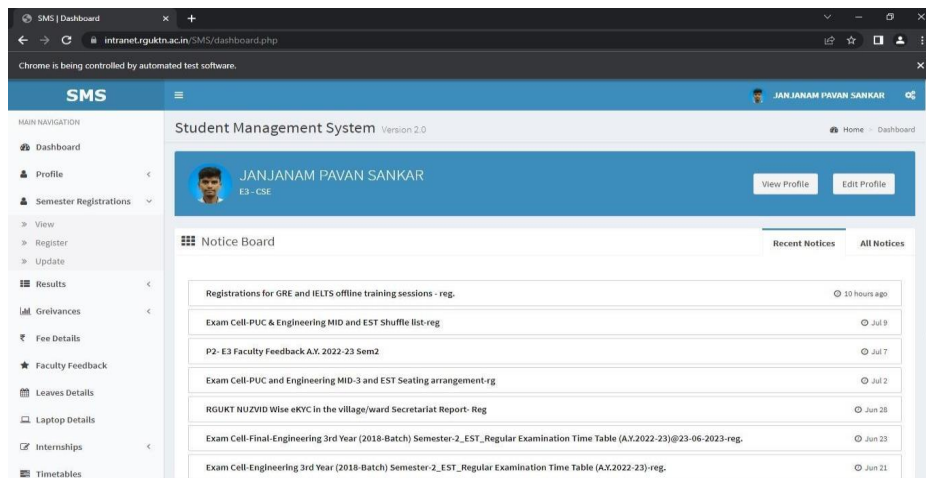 SMS | Dashboard
intranet.rguktn.ac.in/SMS/dashboard.php
Chrome is being controlled by automated test software.
SMS
JANJANAM PAVAN SANKAR
MAIN NAVIGATION
Dashboard
Profile
Semester Registrations
View
Register
Update
Results
Greivances
Fee Details
Faculty Feedback
Leaves Details
Laptop Details
Internships
Timetables
Student Management System Version 2.0
Home - Dashboard
JANJANAM PAVAN SANKAR
E3 - CSE
View Profile
Edit Profile
Notice Board
Recent Notices
All Notices
Registrations for GRE and IELTS offline training sessions - reg. 10 hours ago
Exam Cell-PUC & Engineering MID and EST Shuffle list-reg Jul 9
P2- E3 Faculty Feedback A.Y. 2022-23 Sem2 Jul 7
Exam Cell-PUC and Engineering MID-3 and EST Seating arrangement-rg Jul 2
RGUKT NUZVID Wise eKYC in the village/ward Secretariat Report- Reg Jun 28
Exam Cell-Final-Engineering 3rd Year (2018-Batch) Semester-2_EST_Regular Examination Time Table (A.Y.2022-23)@23-06-2023-reg. Jun 23
Exam Cell-Engineering 3rd Year (2018-Batch) Semester-2_EST_Regular Examination Time Table (A.Y.2022-23)-reg. Jun 21